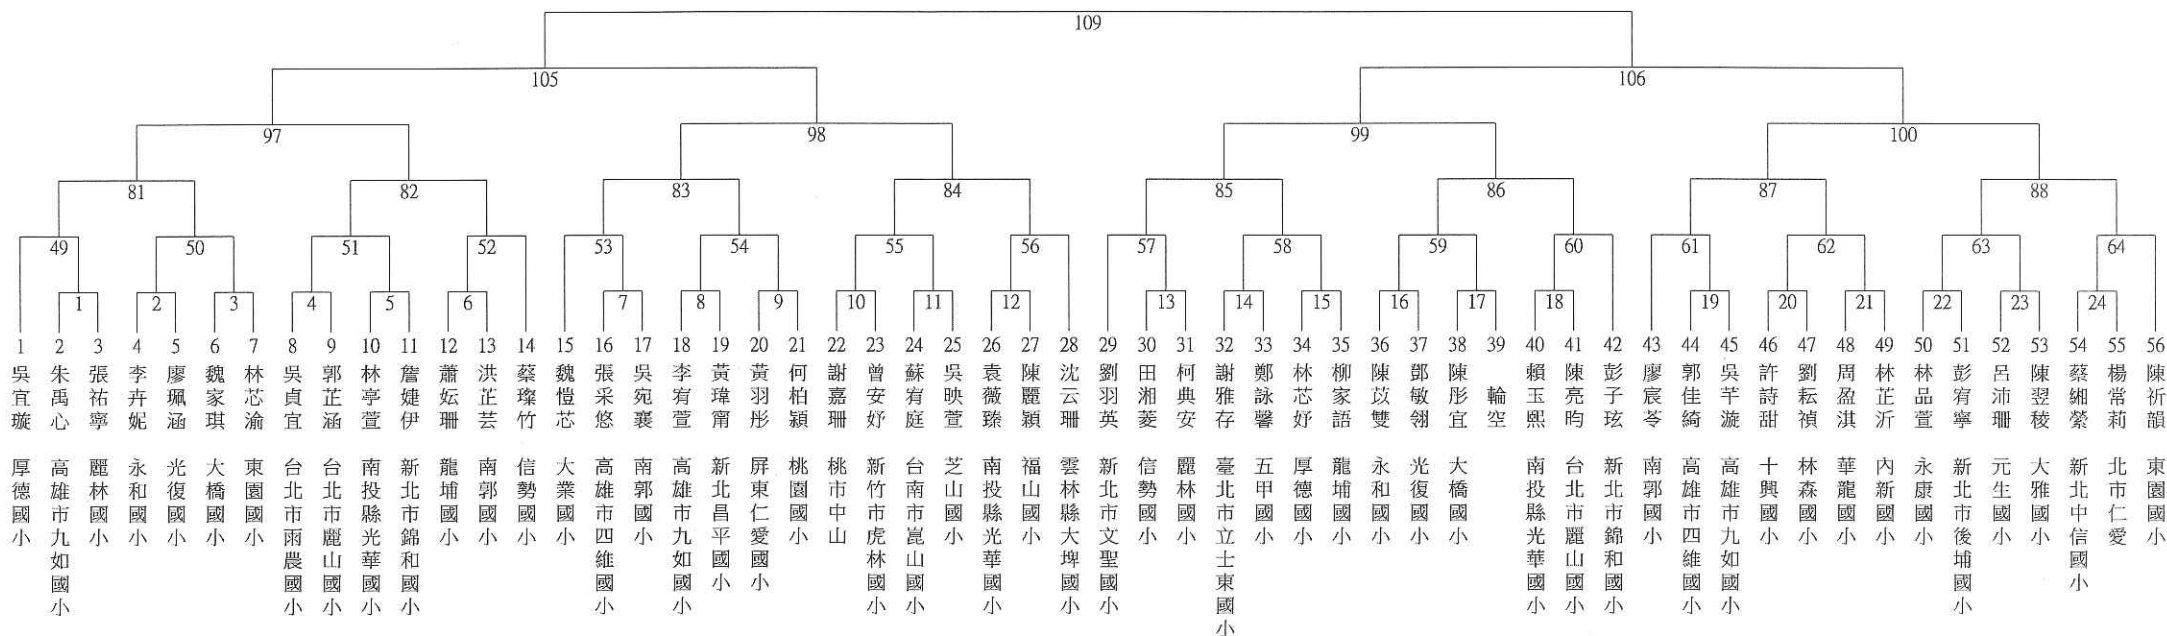 109
105 106
97 98 99 100
81 82 83 84 85 86 87 88
49 50 51 52 53 54 55 56 57 58 59 60 61 62 63 64
1 2 3 4 5 6 7 8 9 10 11 12 13 14 15 16 17 18 19 20 21 22 23 24
1 吳宜璇 厚德國小
2 朱禹心 高雄市九如國小
3 張祐寧 麗林國小
4 李卉妮 永和國小
5 廖珮涵 光復國小
6 魏家琪 大橋國小
7 林芯渝 東園國小
8 吳貞宜 台北市雨農國小
9 郭芷涵 台北市麗山國小
10 林亭萱 南投縣光華國小
11 詹婕伊 新北市錦和國小
12 蕭妘珊 龍埔國小
13 洪芷芸 南郭國小
14 蔡璨竹 信勢國小
15 魏愷芯 大業國小
16 張采悠 高雄市四維國小
17 吳宛襄 南郭國小
18 李宥萱 高雄市九如國小
19 黃瑋甯 新北昌平國小
20 黃羽彤 屏東仁愛國小
21 何柏穎 桃園國小
22 謝嘉珊 桃市中山
23 曾安妤 新竹市虎林國小
24 蘇宥庭 台南市崑山國小
25 吳映萱 芝山國小
26 袁薇臻 南投縣光華國小
27 陳麗穎 福山國小
28 沈云珊 雲林縣大埤國小
29 劉羽英 新北市文聖國小
30 田湘菱 信勢國小
31 柯典安 麗林國小
32 謝雅存 臺北市立士東國小
33 鄭詠馨 五甲國小
34 林芯妤 厚德國小
35 柳家語 龍埔國小
36 陳苡雙 永和國小
37 鄧敏翎 光復國小
38 陳彤宜 大橋國小
39 輪空
40 賴玉熙 南投縣光華國小
41 陳亮昀 台北市麗山國小
42 彭子玹 新北市錦和國小
43 廖宸苓 南郭國小
44 郭佳綺 高雄市四維國小
45 吳芊漩 高雄市九如國小
46 許詩甜 十興國小
47 劉耘禎 林森國小
48 周盈淇 華龍國小
49 林芷沂 內新國小
50 林品萱 永康國小
51 彭宥寧 新北市後埔國小
52 呂沛珊 元生國小
53 陳翌稜 大雅國小
54 蔡緗縈 新北中信國小
55 楊常莉 北市仁愛
56 陳祈韻 東園國小